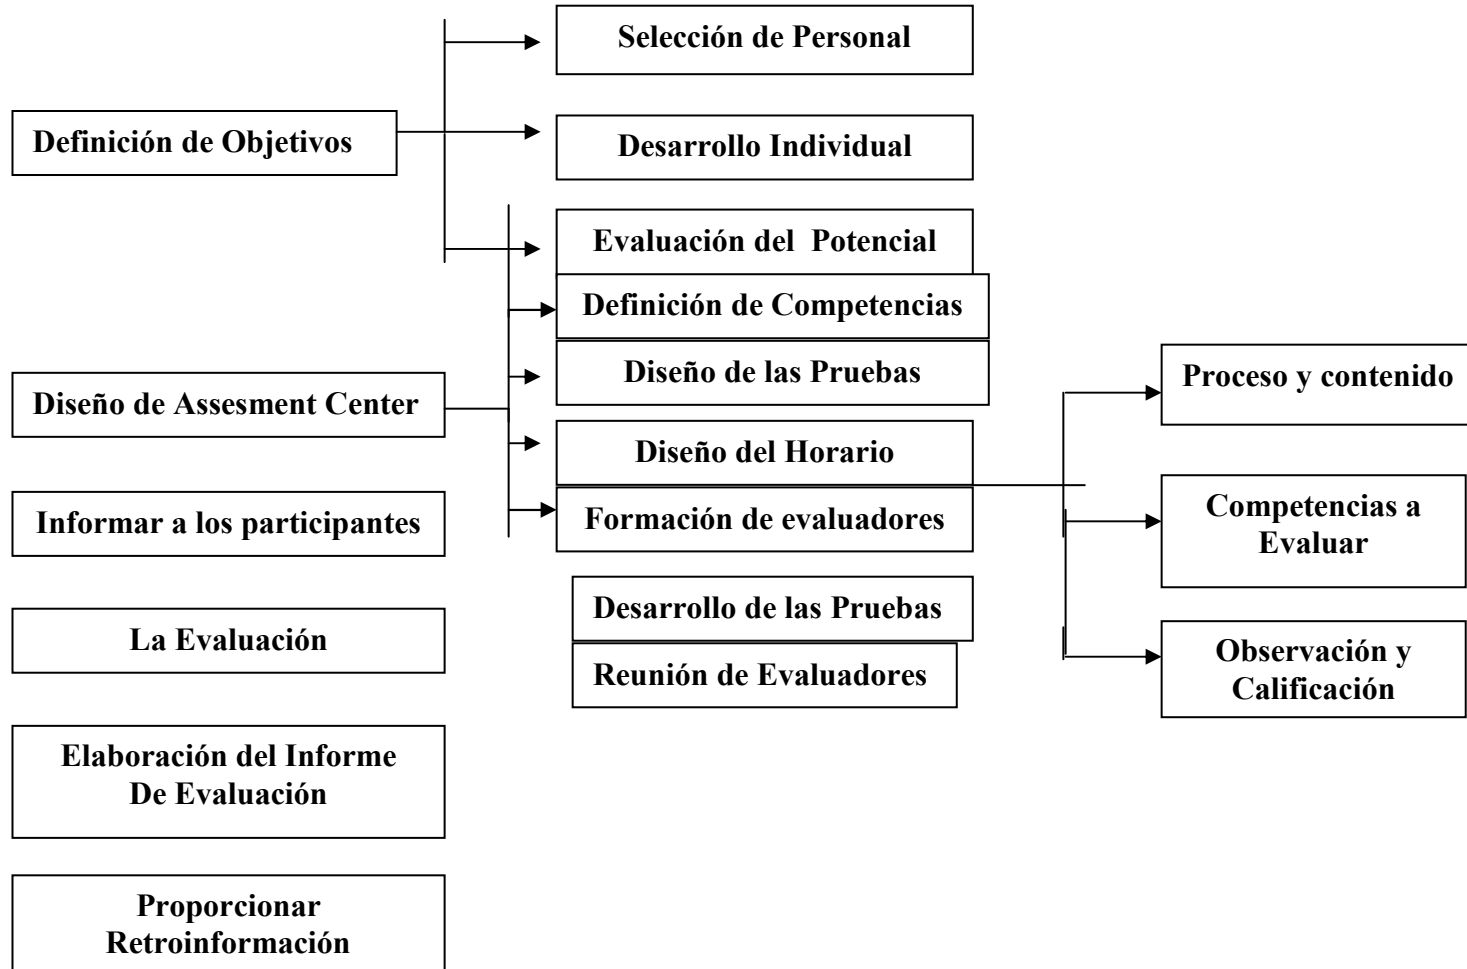 Selección de Personal
Definición de Objetivos
Desarrollo Individual
Evaluación del  Potencial
Definición de Competencias
Diseño de Assesment Center
Diseño de las Pruebas
Diseño del Horario
Formación de evaluadores
Proceso y contenido
Competencias a
Evaluar
Observación y
Calificación
Informar a los participantes
La Evaluación
Desarrollo de las Pruebas
Reunión de Evaluadores
Elaboración del Informe
De Evaluación
Proporcionar
Retroinformación